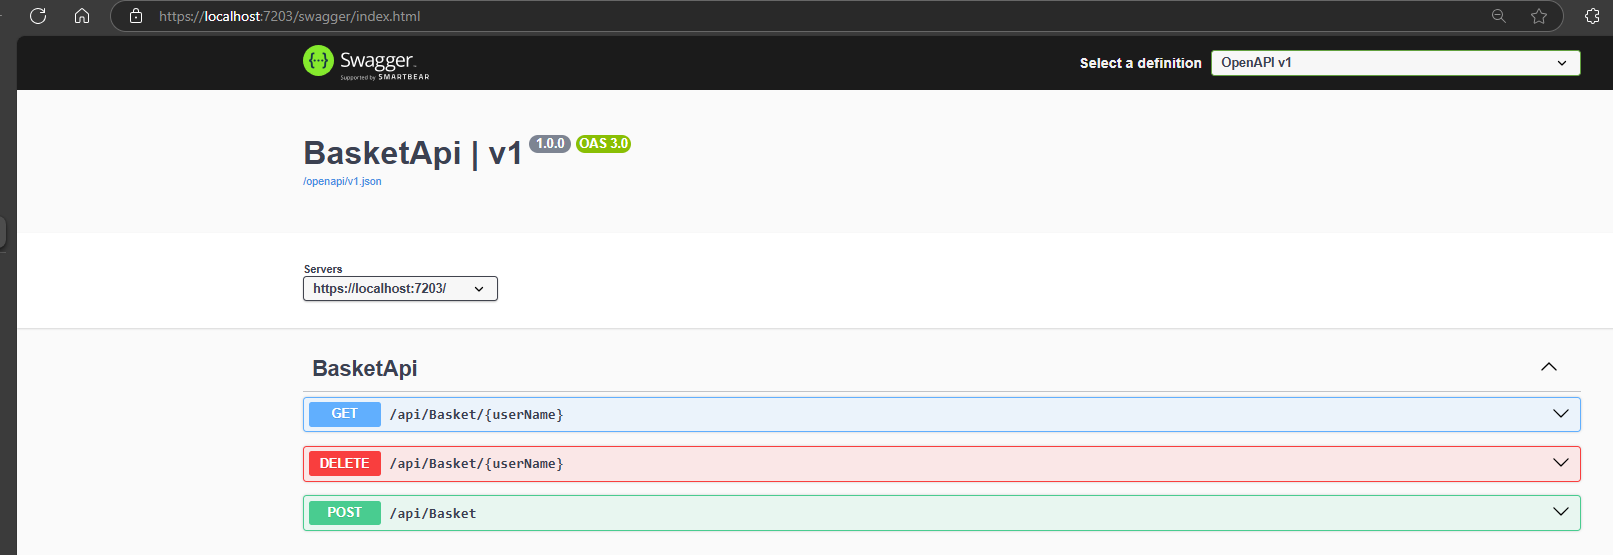 https://localhost:7203/swagger/index.html
{···} Swagger.
Supported by SMARTBEAR
Select a definition
OpenAPI v1
BasketApi | v1 1.0.0 OAS 3.0
/openapi/v1.json
Servers
https://localhost:7203/
BasketApi
GET /api/Basket/{userName}
DELETE /api/Basket/{userName}
POST /api/Basket